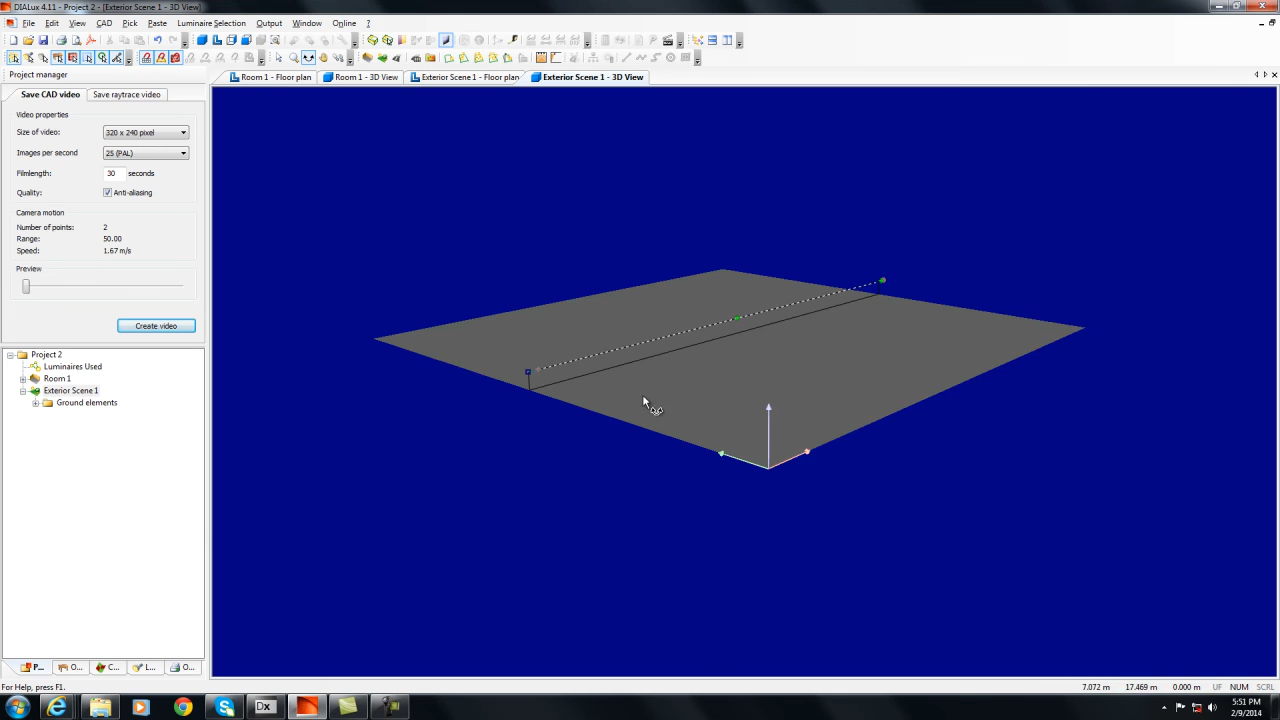 DIALux 4.11 - Project 2 - [Exterior Scene 1 - 3D View]
File Edit View CAD Pick Paste Luminaire Selection Output Window Online ?
Project manager
Room 1 - Floor plan Room 1 - 3D View Exterior Scene 1 - Floor plan Exterior Scene 1 - 3D View
Save CAD video Save raytrace video
Video properties
Size of video: 320 x 240 pixel
Images per second 25 (PAL)
Filmlength: 30 seconds
Quality: Anti-aliasing
Camera motion
Number of points: 2
Range: 50.00
Speed: 1.67 m/s
Preview
Create video
Project 2
Luminaires Used
Room 1
Exterior Scene 1
Ground elements
P... O... C... L... O...
For Help, press F1. 7.072 m 17.469 m 0.000 m UF NUM SCRL
Dx
5:51 PM
2/9/2014